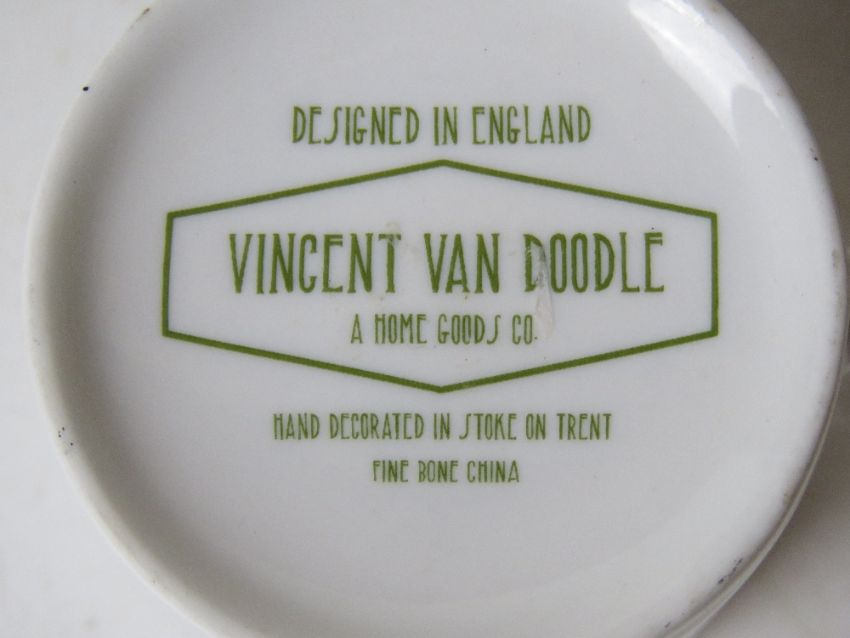 DESIGNED IN ENGLAND
VINCENT VAN DOODLE
A HOME GOODS CO.
HAND DECORATED IN STOKE ON TRENT
FINE BONE CHINA